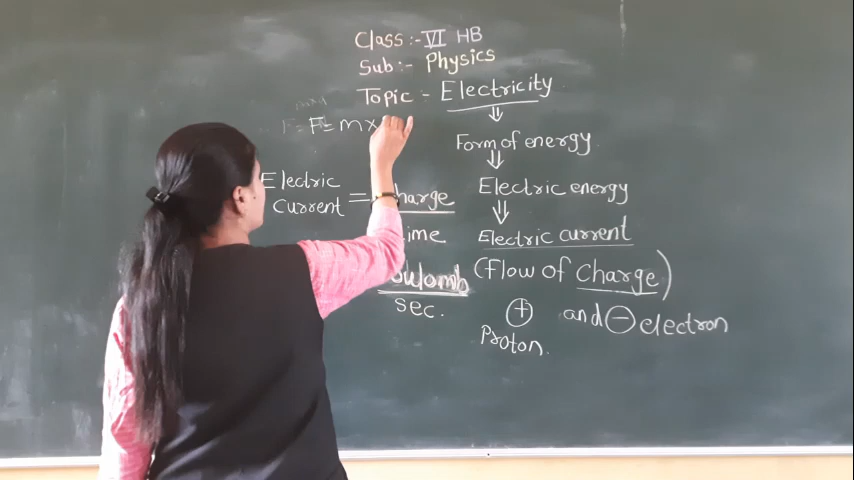 Class :- VI HB
Sub :- Physics
Topic - Electricity
F = m x
Form of energy
Electric energy
Electric current
(Flow of charge)
+ and - electron
Proton
Electric
current =
sec.